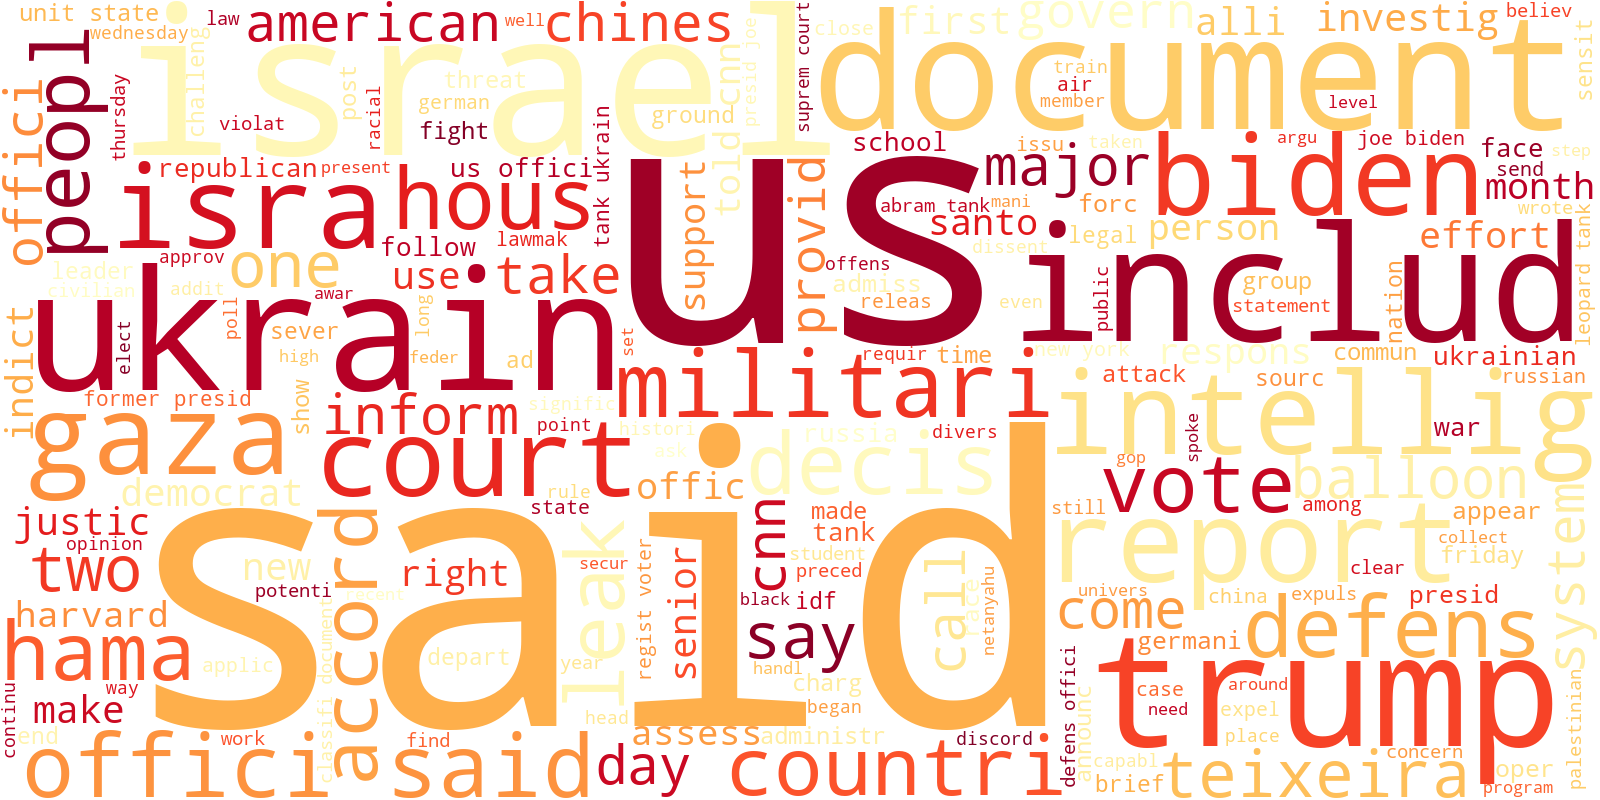 unit state
law
american
well
chines
first
govern
alli
investig
believ
wednesday
israel
document
close
challeng
post
threat
cnn
presid joe
suprem court
train
air
member
level
sensit
peopl
offici
thursday
violat
racial
german
fight
ground
told
school
issu
taken
argu
joe biden
face
step
republican
present
us offici
tank ukrain
us
major
biden
send
month
isra
hous
support
provid
abram tank
mani
forc
santo
legal
person
effort
wrote
follow
lawmak
dissent
approv
one
use
take
offens
admiss
releas
even
public
group
statement
nation
leopard tank
leader
civilian
addit
awar
ukrain
includ
indict
elect
poll
sever
long
high
feder
ad
set
requir
time
new york
respons
commun
ukrainian
former presid
show
signific
militari
attack
sourc
russian
gaza
inform
point
histori
russia
divers
intellig
war
court
ask
decis
gop
spoke
vote
balloon
democrat
offic
rule
state
justic
opinion
said
cnn
made
tank
still
among
appear
report
collect
friday
system
two
new
accord
right
leak
secur
regist voter
senior
student
preced
clear
potenti
recent
black
idf
call
face
netanyahu
univers
china
expuls
presid
harvard
come
hama
applic
classifi document
depart
year
say
handl
germani
defens
charg
trump
way
make
continu
end
head
began
case
around
need
expel
place
defens offici
announc
palestinian
work
find
assess
administr
discord
offici said
day
countri
capabl
brief
teixeira
concern
oper
program